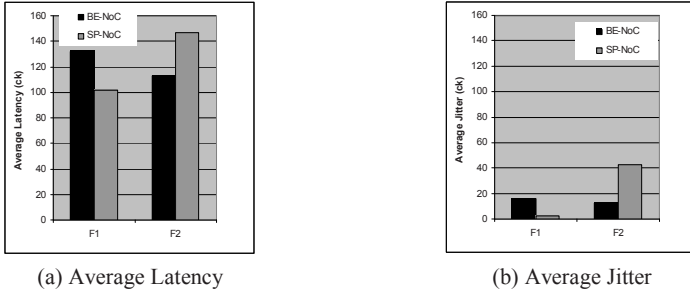 BE-NoC
SP-NoC
Average Latency (ck)
160
140
120
100
80
60
40
20
0
F1 F2
(a) Average Latency
BE-NoC
SP-NoC
Average Jitter (ck)
160
140
120
100
80
60
40
20
0
F1 F2
(b) Average Jitter